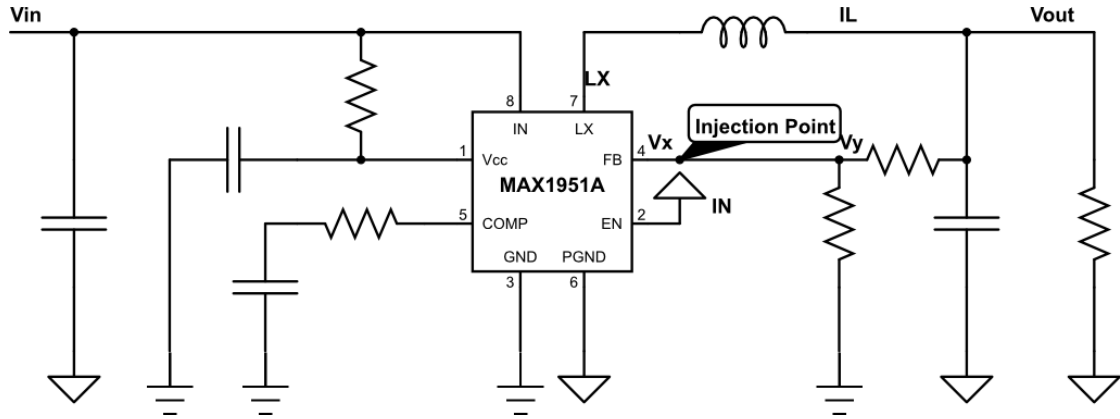 Vin
IL
Vout
LX
8
7
IN
LX
Injection Point
Vx
Vy
1
Vcc
FB
4
MAX1951A
5
COMP
EN
2
IN
GND
PGND
3
6